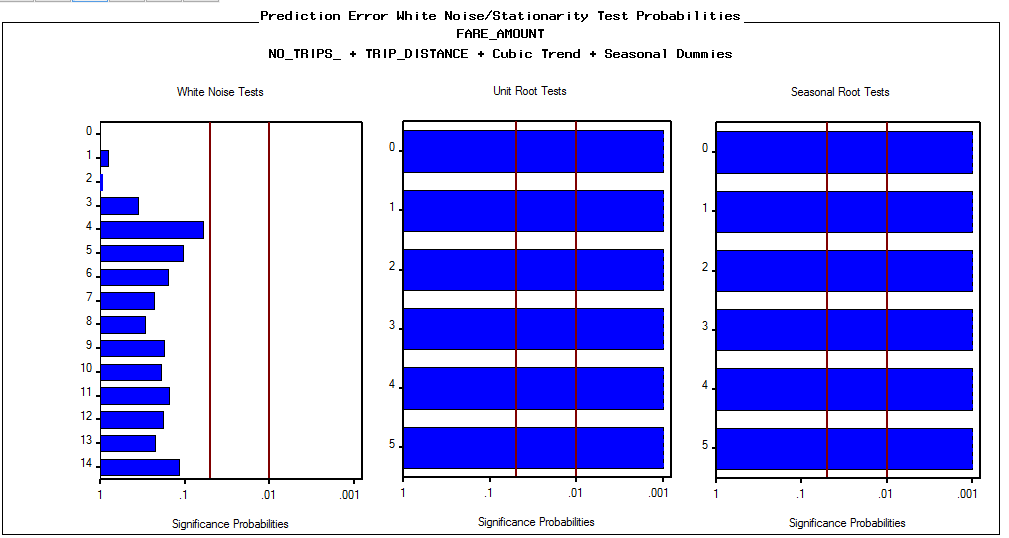 Prediction Error White Noise/Stationarity Test Probabilities
FARE_AMOUNT
NO_TRIPS_ + TRIP_DISTANCE + Cubic Trend + Seasonal Dummies
White Noise Tests
0
1
2
3
4
5
6
7
8
9
10
11
12
13
14
1 .1 .01 .001
Significance Probabilities
Unit Root Tests
0
1
2
3
4
5
1 .1 .01 .001
Significance Probabilities
Seasonal Root Tests
0
1
2
3
4
5
1 .1 .01 .001
Significance Probabilities